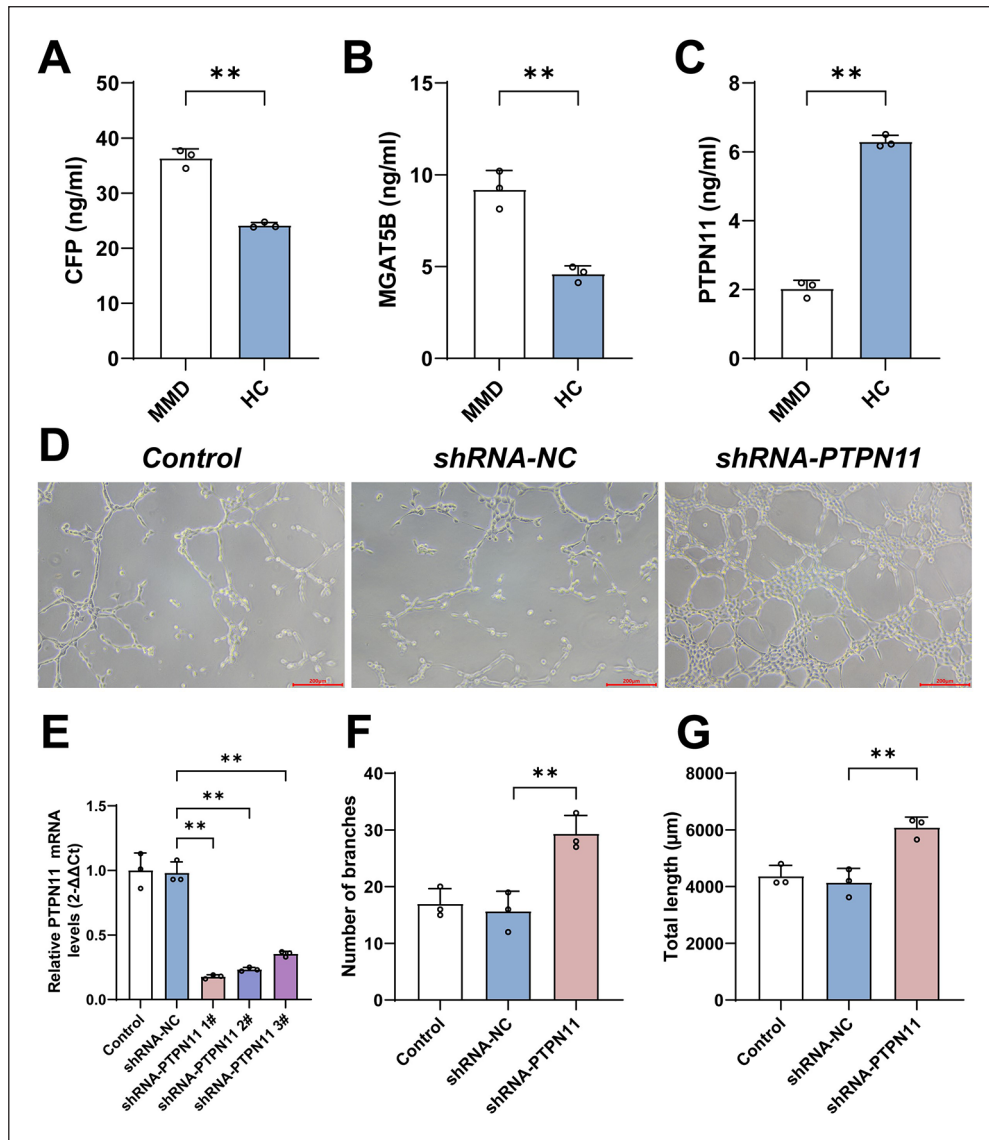 A
B
C
**
**
**
50
40
30
20
10
0
CFP (ng/ml)
MMD
HC
15
10
5
0
MGAT5B (ng/ml)
MMD
HC
8
6
4
2
0
PTPN11 (ng/ml)
MMD
HC
D
Control
shRNA-NC
shRNA-PTPN11
200μm
200μm
200μm
E
**
**
**
1.5
1.0
0.5
0.0
Relative PTPN11 mRNA
levels (2-ΔΔCt)
Control
shRNA-NC
shRNA-PTPN11 1#
shRNA-PTPN11 2#
shRNA-PTPN11 3#
F
**
40
30
20
10
0
Number of branches
Control
shRNA-NC
shRNA-PTPN11
G
**
8000
6000
4000
2000
0
Total length (μm)
Control
shRNA-NC
shRNA-PTPN11